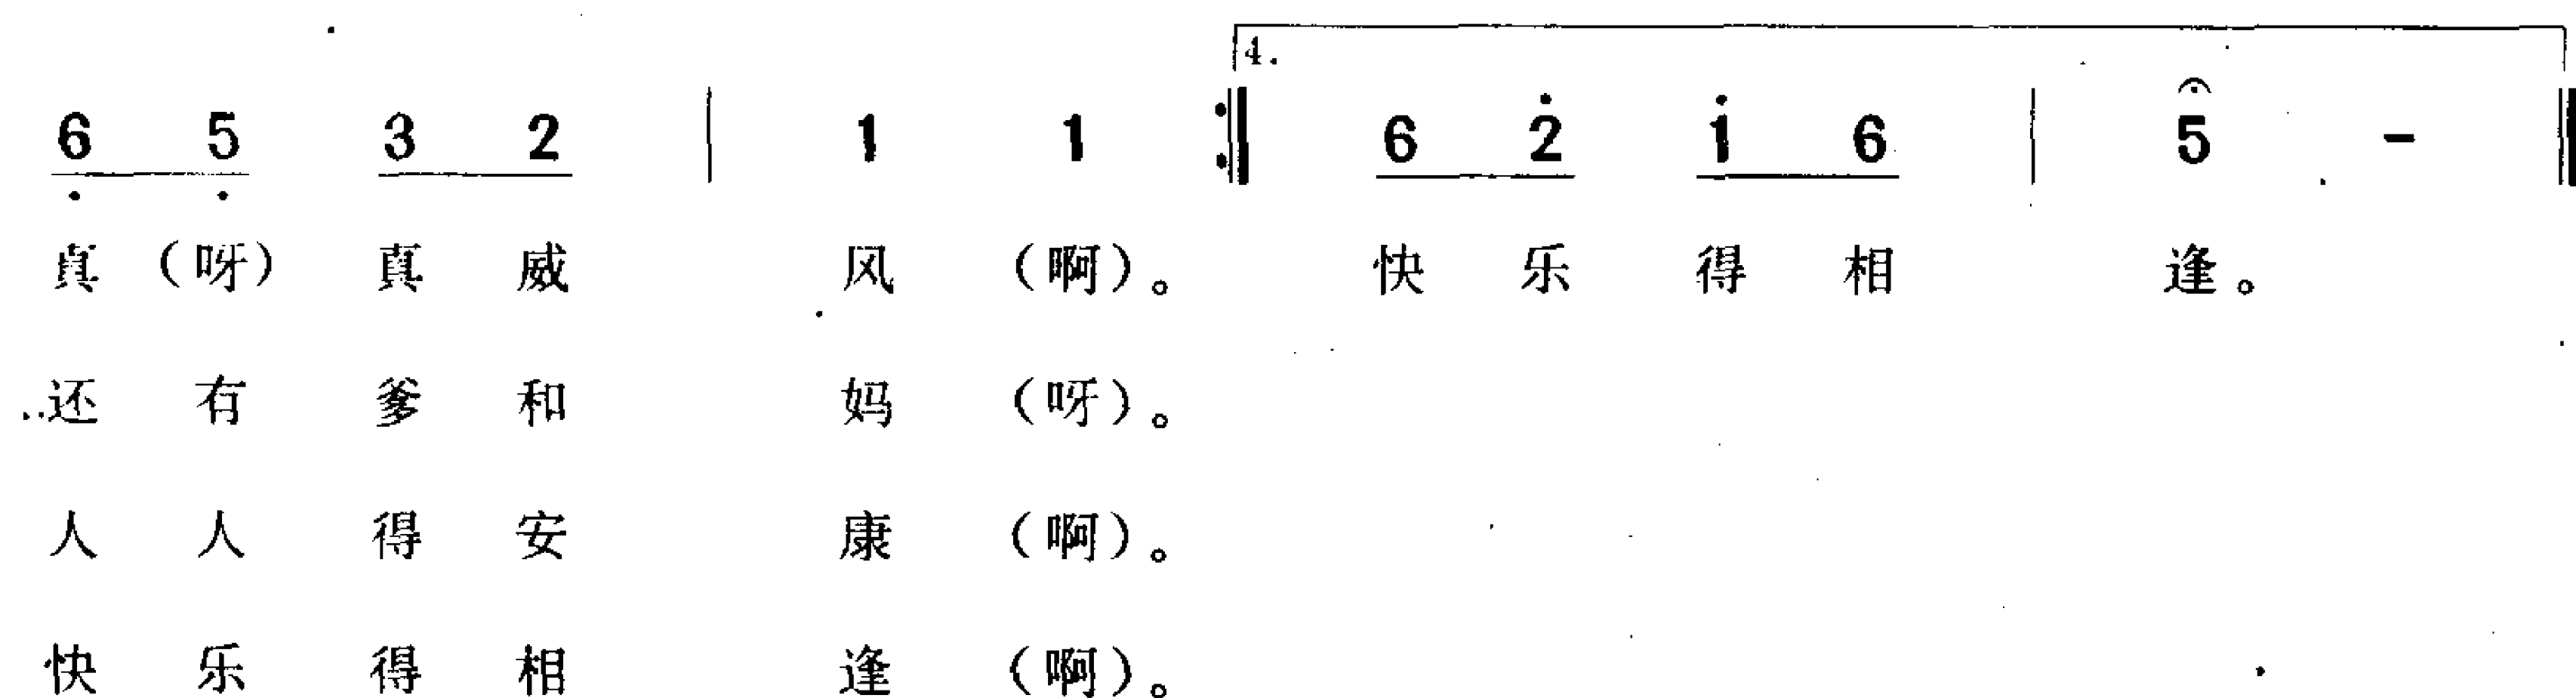 4.
6 5 3 2 | 1 1 :‖ 6 2 1 6 | 5 - ‖
真（呀）真威 风（啊）。 快乐得相 逢。
还有爹和 妈（呀）。
人人得安 康（啊）。
快乐得相 逢（啊）。